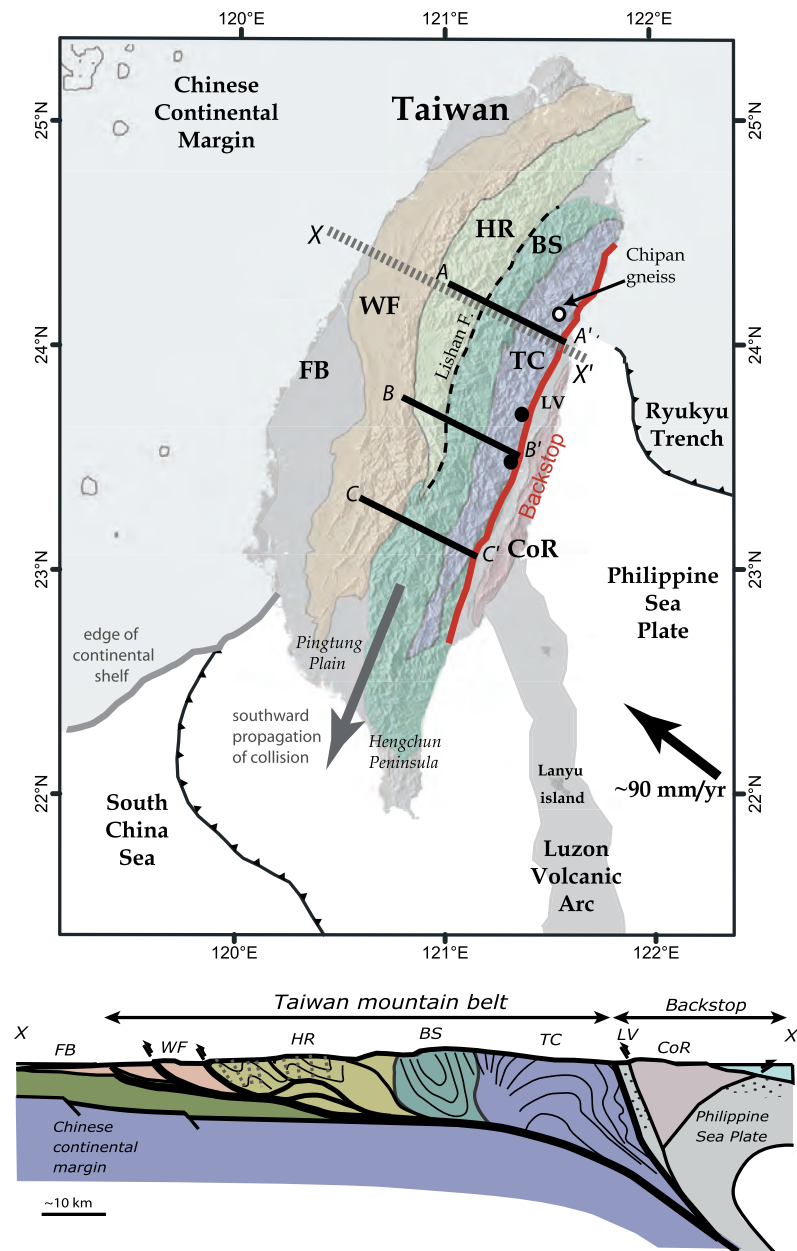 120°E
121°E
122°E
25°N
24°N
23°N
22°N
Chinese
Continental
Margin
Taiwan
25°N
24°N
23°N
22°N
X
HR
BS
Chipan
gneiss
A
WF
Lishan F.
A'
FB
TC
X'
B
LV
Ryukyu
Trench
B'
Backstop
C
C'
CoR
Philippine
Sea
Plate
edge of
continental
shelf
Pingtung
Plain
southward
propagation
of collision
Hengchun
Peninsula
Lanyu
island
~90 mm/yr
South
China
Sea
Luzon
Volcanic
Arc
120°E
121°E
122°E
Taiwan mountain belt
Backstop
X
FB
WF
HR
BS
TC
LV
CoR
X
Chinese
continental
margin
Philippine
Sea Plate
~10 km